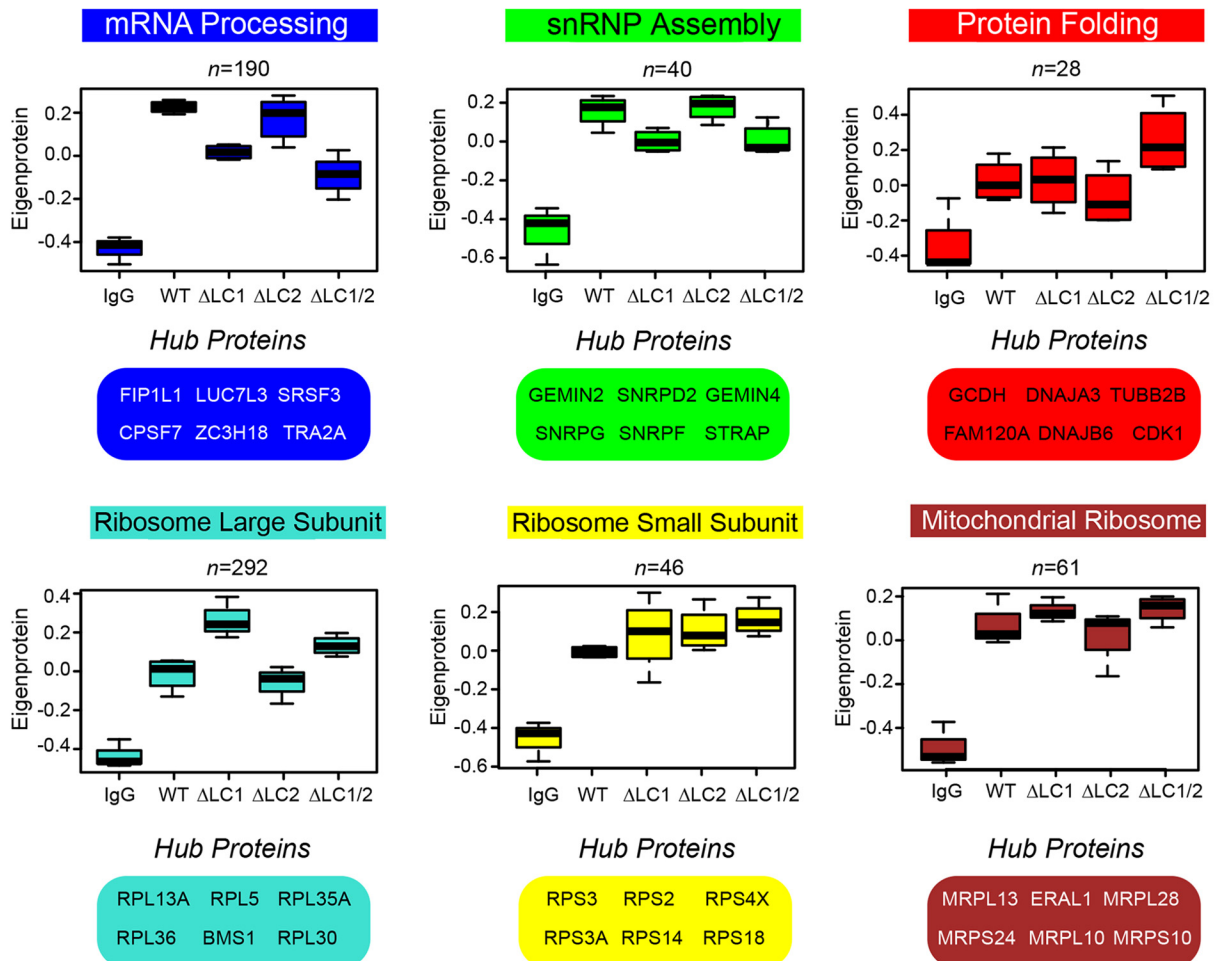 mRNA Processing
n=190
Eigenprotein
0.2
0.0
-0.2
-0.4
IgG WT ΔLC1 ΔLC2 ΔLC1/2
Hub Proteins
FIP1L1 LUC7L3 SRSF3
CPSF7 ZC3H18 TRA2A
snRNP Assembly
n=40
Eigenprotein
0.2
0.0
-0.2
-0.4
-0.6
IgG WT ΔLC1 ΔLC2 ΔLC1/2
Hub Proteins
GEMIN2 SNRPD2 GEMIN4
SNRPG SNRPF STRAP
Protein Folding
n=28
Eigenprotein
0.4
0.2
0.0
-0.2
-0.4
IgG WT ΔLC1 ΔLC2 ΔLC1/2
Hub Proteins
GCDH DNAJA3 TUBB2B
FAM120A DNAJB6 CDK1
Ribosome Large Subunit
n=292
Eigenprotein
0.4
0.2
0.0
-0.2
-0.4
IgG WT ΔLC1 ΔLC2 ΔLC1/2
Hub Proteins
RPL13A RPL5 RPL35A
RPL36 BMS1 RPL30
Ribosome Small Subunit
n=46
Eigenprotein
0.2
0.0
-0.2
-0.4
-0.6
IgG WT ΔLC1 ΔLC2 ΔLC1/2
Hub Proteins
RPS3 RPS2 RPS4X
RPS3A RPS14 RPS18
Mitochondrial Ribosome
n=61
Eigenprotein
0.2
0.0
-0.2
-0.4
IgG WT ΔLC1 ΔLC2 ΔLC1/2
Hub Proteins
MRPL13 ERAL1 MRPL28
MRPS24 MRPL10 MRPS10